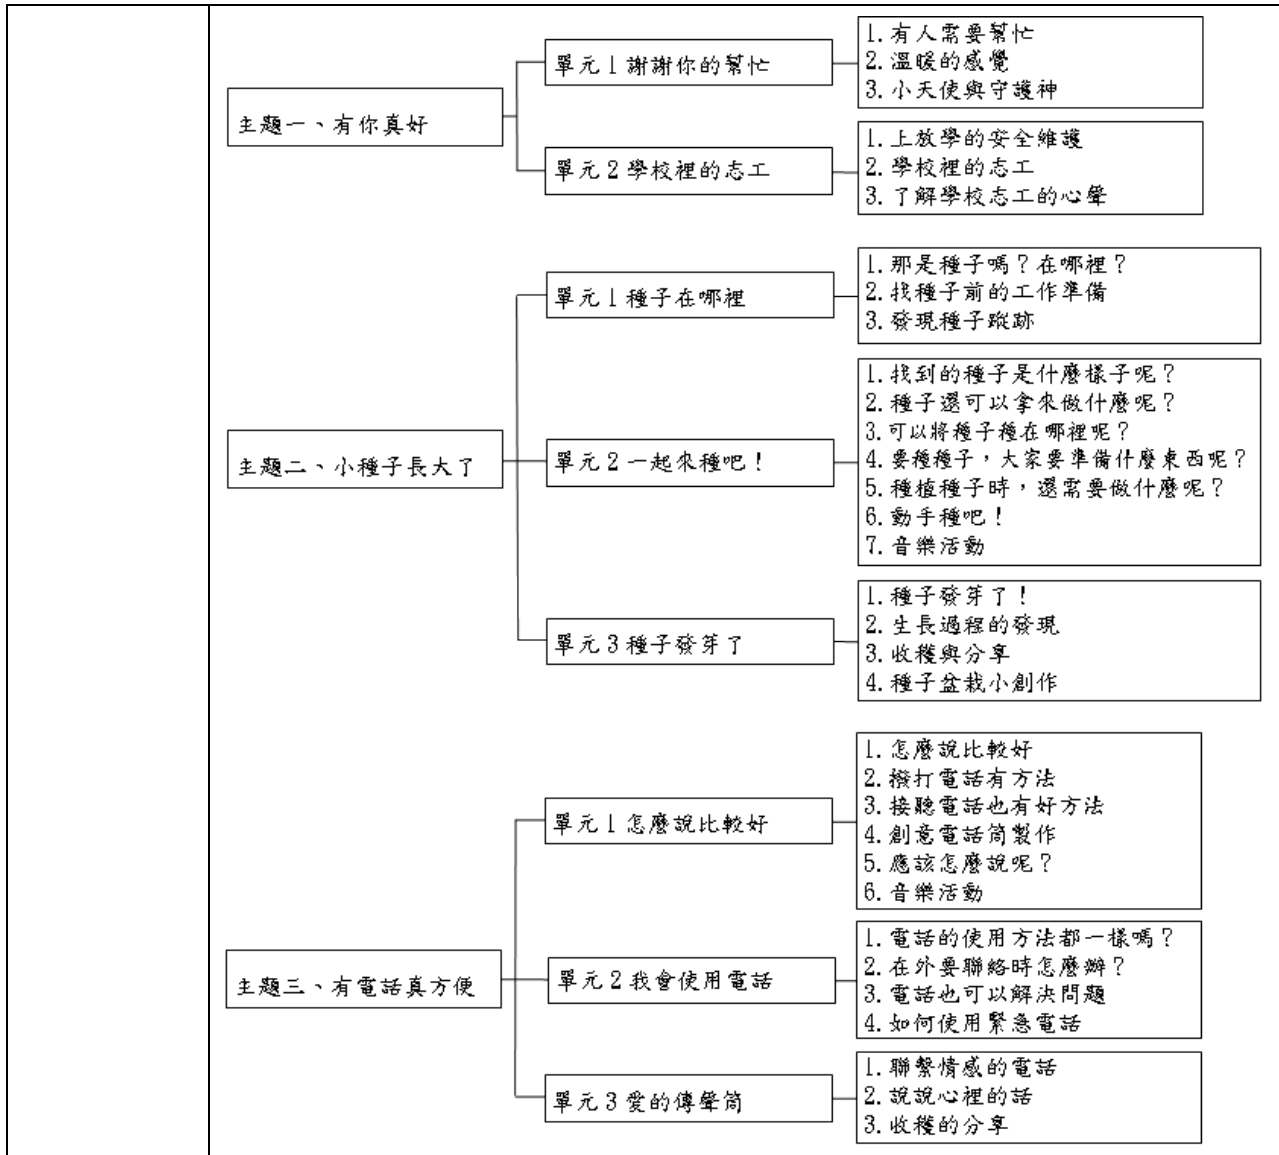 主題一、有你真好
單元1謝謝你的幫忙
1.有人需要幫忙
2.溫暖的感覺
3.小天使與守護神
單元2學校裡的志工
1.上放學的安全維護
2.學校裡的志工
3.了解學校志工的心聲
主題二、小種子長大了
單元1種子在哪裡
1.那是種子嗎？在哪裡？
2.找種子前的工作準備
3.發現種子蹤跡
單元2一起來種吧！
1.找到的種子是什麼樣子呢？
2.種子還可以拿來做什麼呢？
3.可以將種子種在哪裡呢？
4.要種種子，大家要準備什麼東西呢？
5.種植種子時，還需要做什麼呢？
6.動手種吧！
7.音樂活動
單元3種子發芽了
1.種子發芽了！
2.生長過程的發現
3.收穫與分享
4.種子盆栽小創作
主題三、有電話真方便
單元1怎麼說比較好
1.怎麼說比較好
2.撥打電話有方法
3.接聽電話也有好方法
4.創意電話筒製作
5.應該怎麼說呢？
6.音樂活動
單元2我會使用電話
1.電話的使用方法都一樣嗎？
2.在外要聯絡時怎麼辦？
3.電話也可以解決問題
4.如何使用緊急電話
單元3愛的傳聲筒
1.聯繫情感的電話
2.說說心裡的話
3.收穫的分享